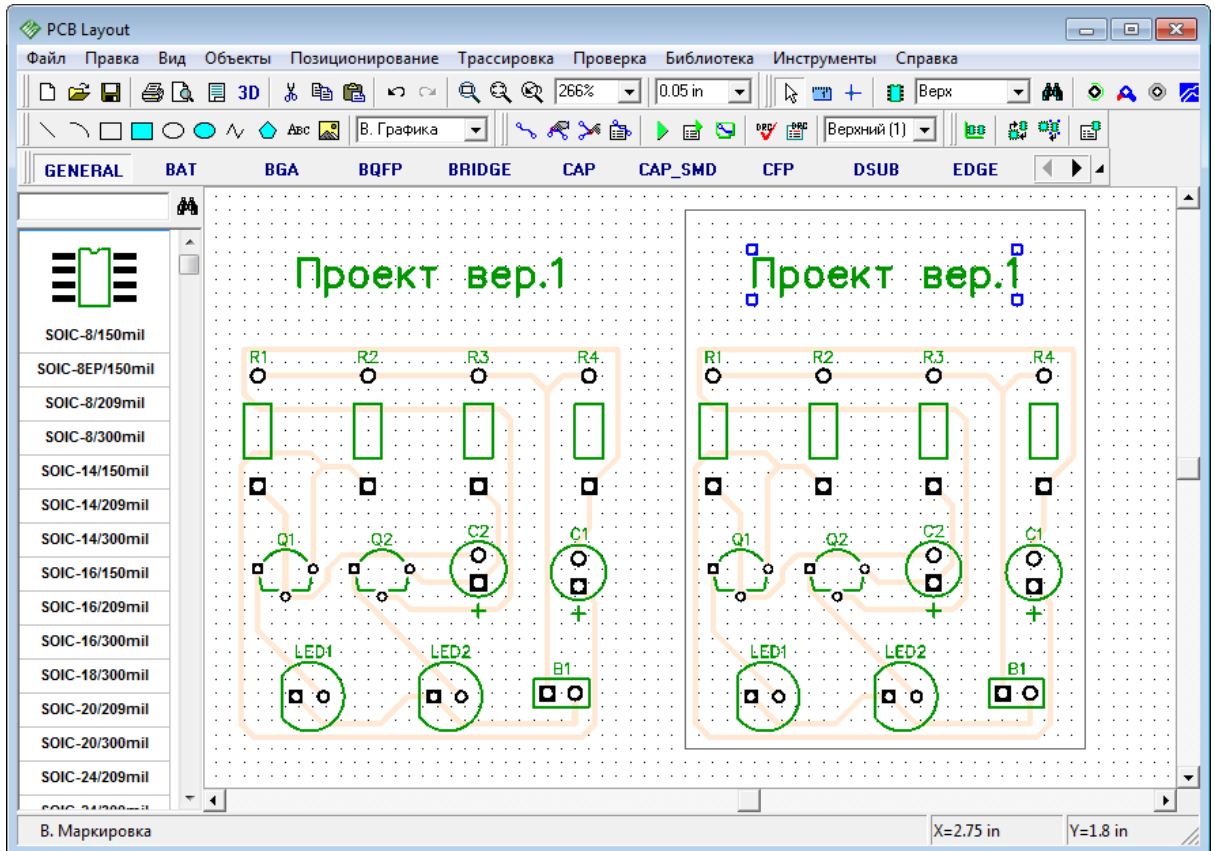 PCB Layout
Файл Правка Вид Объекты Позиционирование Трассировка Проверка Библиотека Инструменты Справка
3D 266% 0.05 in Верх
Abc В. Графика DRC DRC Верхний (1)
GENERAL BAT BGA BQFP BRIDGE CAP CAP_SMD CFP DSUB EDGE
SOIC-8/150mil
SOIC-8EP/150mil
SOIC-8/209mil
SOIC-8/300mil
SOIC-14/150mil
SOIC-14/209mil
SOIC-14/300mil
SOIC-16/150mil
SOIC-16/209mil
SOIC-16/300mil
SOIC-18/300mil
SOIC-20/209mil
SOIC-20/300mil
SOIC-24/209mil
Проект вер.1 Проект вер.1
R1 R2 R3 R4 R1 R2 R3 R4
Q1 Q2 C2 C1 Q1 Q2 C2 C1
+ + + +
LED1 LED2 B1 LED1 LED2 B1
В. Маркировка X=2.75 in Y=1.8 in